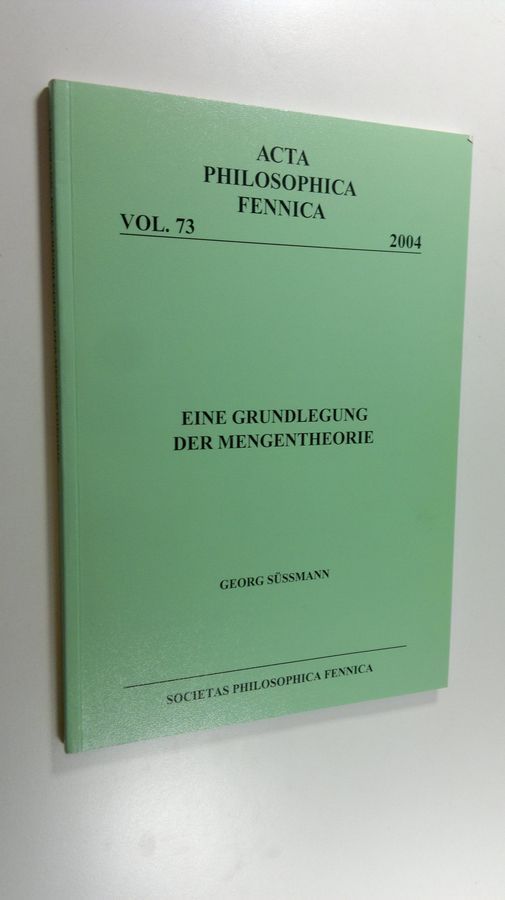 ACTA
PHILOSOPHICA
FENNICA
VOL. 73
2004
EINE GRUNDLEGUNG
DER MENGENTHEORIE
GEORG SÜSSMANN
SOCIETAS PHILOSOPHICA FENNICA